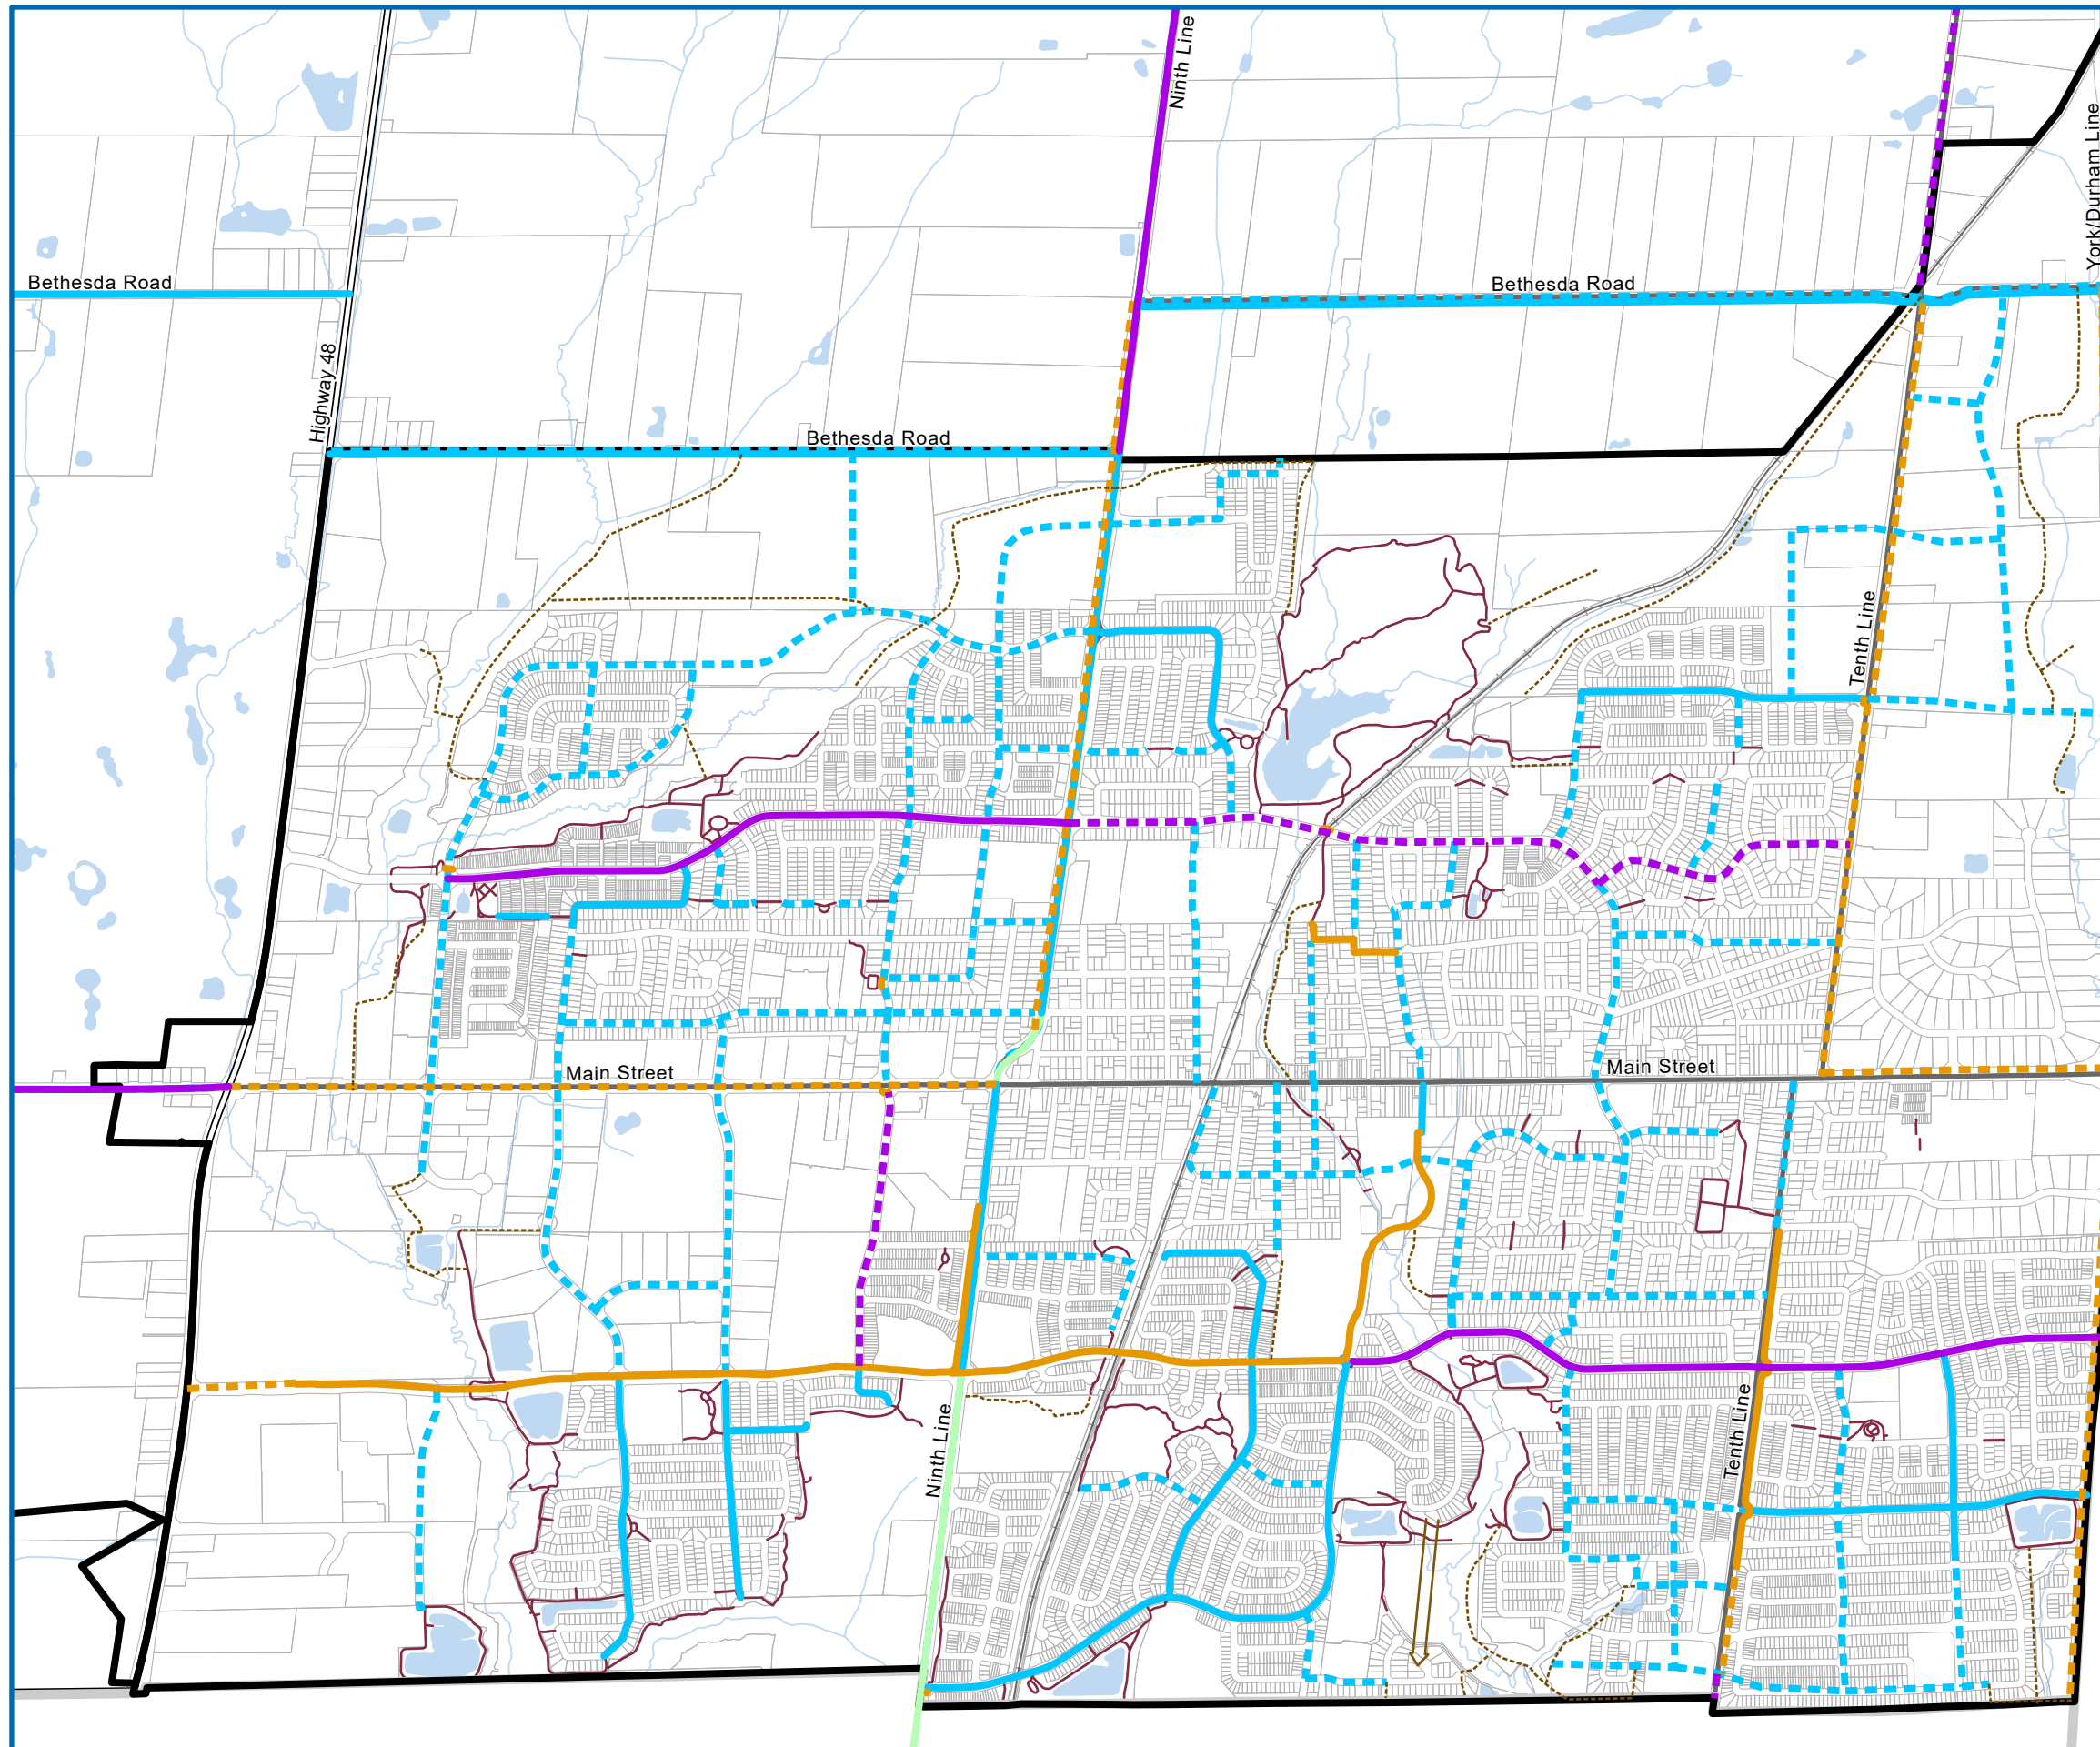 Ninth Line
York/Durham Line
Bethesda Road
Bethesda Road
Highway 48
Bethesda Road
Tenth Line
Main Street
Main Street
Ninth Line
Tenth Line